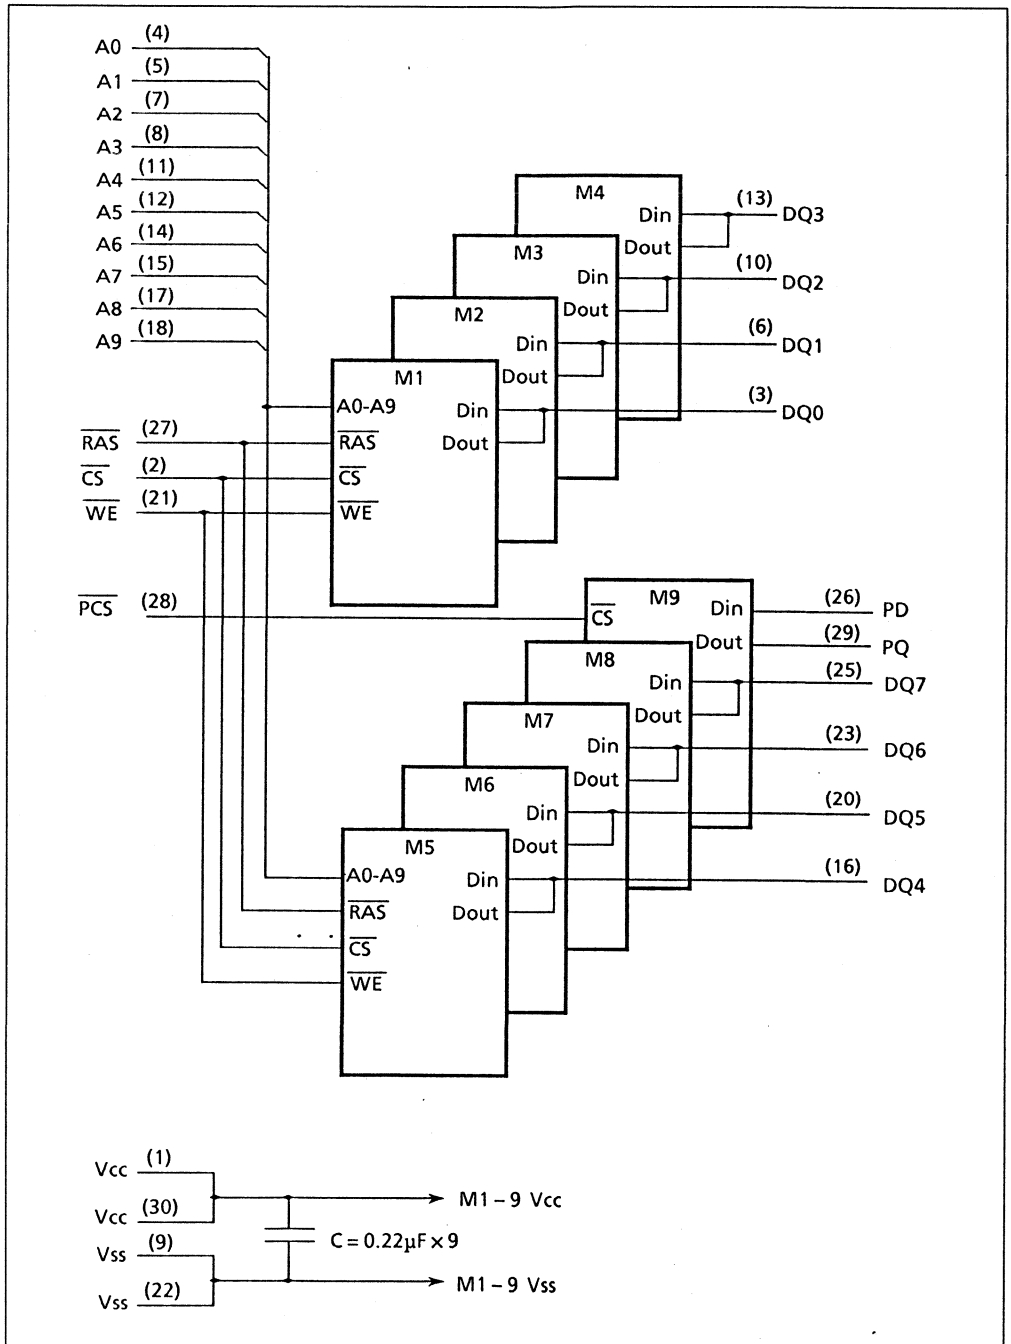 A0 (4)
A1 (5)
A2 (7)
A3 (8)
A4 (11)
A5 (12)
A6 (14)
A7 (15)
A8 (17)
A9 (18)
RAS (27)
CS (2)
WE (21)
PCS (28)
M4
Din (13) DQ3
Dout
M3
Din (10) DQ2
Dout
M2
Din (6) DQ1
Dout
M1
A0-A9 Din (3) DQ0
RAS Dout
CS
WE
M9
CS Din (26) PD
Dout (29) PQ
M8
Din (25) DQ7
Dout
M7
Din (23) DQ6
Dout
M6
Din (20) DQ5
Dout
M5
A0-A9 Din (16) DQ4
RAS Dout
CS
WE
Vcc (1)
Vcc (30)
M1 – 9 Vcc
C = 0.22μF × 9
Vss (9)
Vss (22)
M1 – 9 Vss